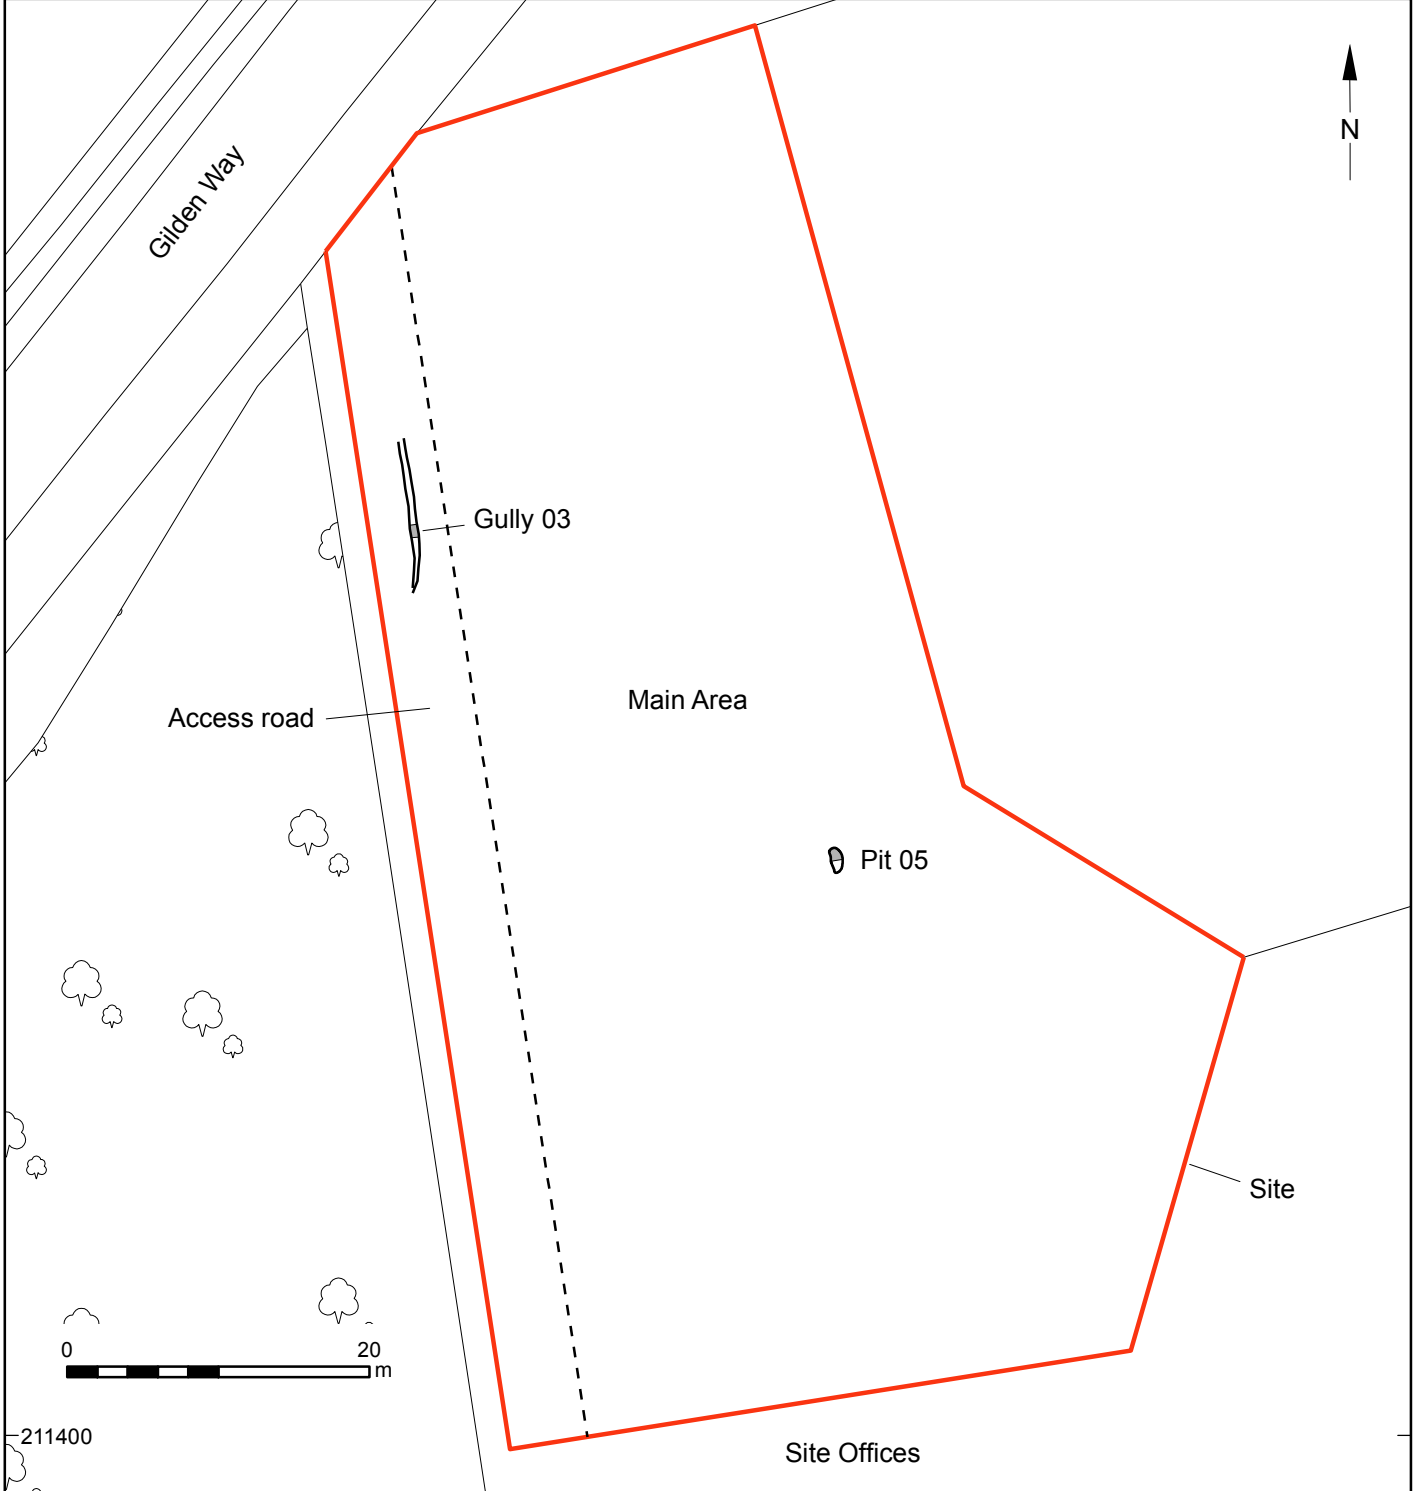 N
Gilden Way
Gully 03
Main Area
Access road
Pit 05
Site
0 20
m
211400
Site Offices